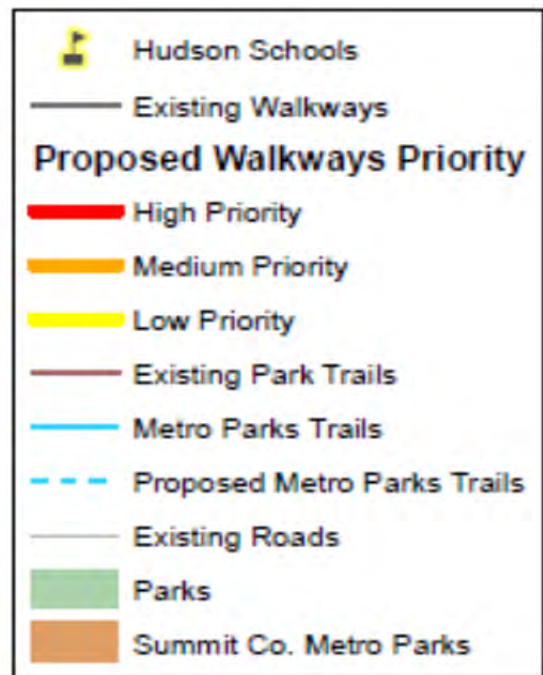 Hudson Schools
Existing Walkways
Proposed Walkways Priority
High Priority
Medium Priority
Low Priority
Existing Park Trails
Metro Parks Trails
Proposed Metro Parks Trails
Existing Roads
Parks
Summit Co. Metro Parks